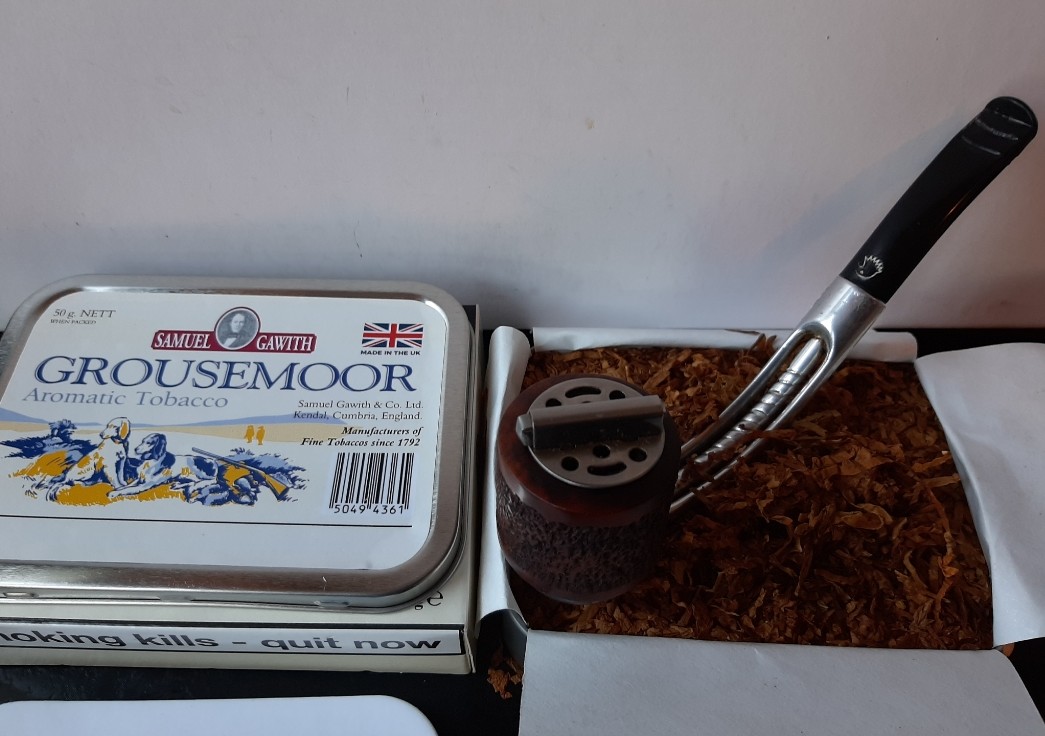 50 g. NETT
WHEN PACKED
SAMUEL GAWITH
MADE IN THE UK
GROUSEMOOR
Aromatic Tobacco
Samuel Gawith & Co. Ltd.
Kendal, Cumbria, England.
Manufacturers of
Fine Tobaccos since 1792
5049 4361
e
moking kills - quit now